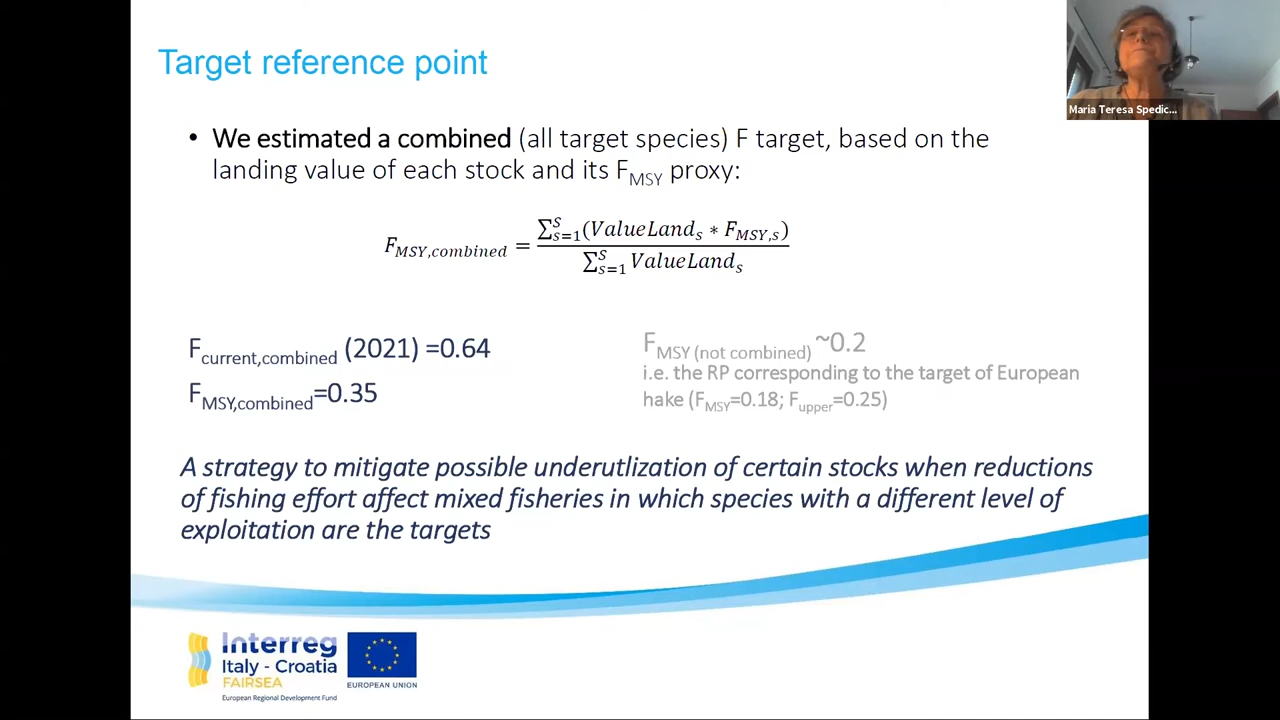 Target reference point
Maria Teresa Spedic...
• We estimated a combined (all target species) F target, based on the
landing value of each stock and its F_MSY proxy:
F_MSY,combined = ∑_{s=1}^{S}(ValueLand_s * F_MSY,s) / ∑_{s=1}^{S} ValueLand_s
F_current,combined (2021) =0.64
F_MSY,combined=0.35
F_MSY (not combined) ~0.2
i.e. the RP corresponding to the target of European
hake (F_MSY=0.18; F_upper=0.25)
A strategy to mitigate possible underutlization of certain stocks when reductions
of fishing effort affect mixed fisheries in which species with a different level of
exploitation are the targets
Interreg
Italy - Croatia
FAIRSEA
European Regional Development Fund
EUROPEAN UNION